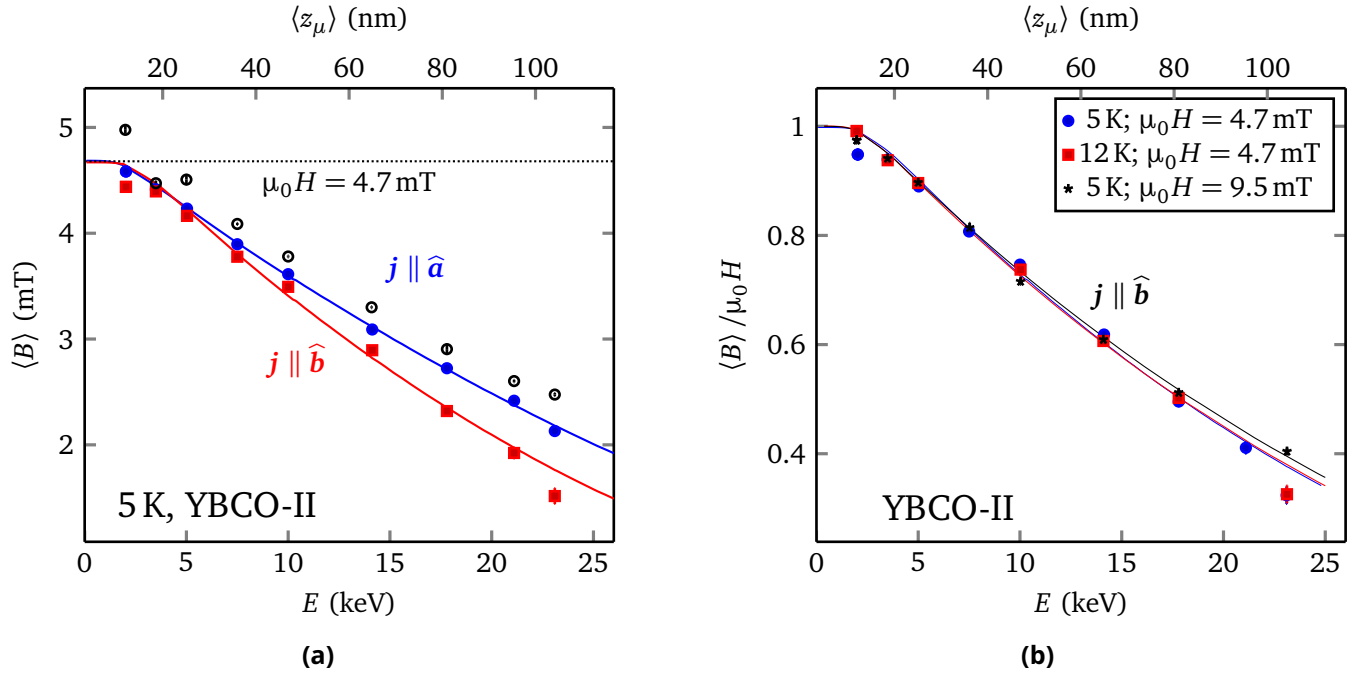 ⟨z_μ⟩ (nm)
20 40 60 80 100
5
4
3
2
⟨B⟩ (mT)
μ₀H = 4.7 mT
j ∥ â
j ∥ b̂
5 K, YBCO-II
0 5 10 15 20 25
E (keV)
(a)
⟨z_μ⟩ (nm)
20 40 60 80 100
1
0.8
0.6
0.4
⟨B⟩ /μ₀H
5 K; μ₀H = 4.7 mT
12 K; μ₀H = 4.7 mT
5 K; μ₀H = 9.5 mT
j ∥ b̂
YBCO-II
0 5 10 15 20 25
E (keV)
(b)